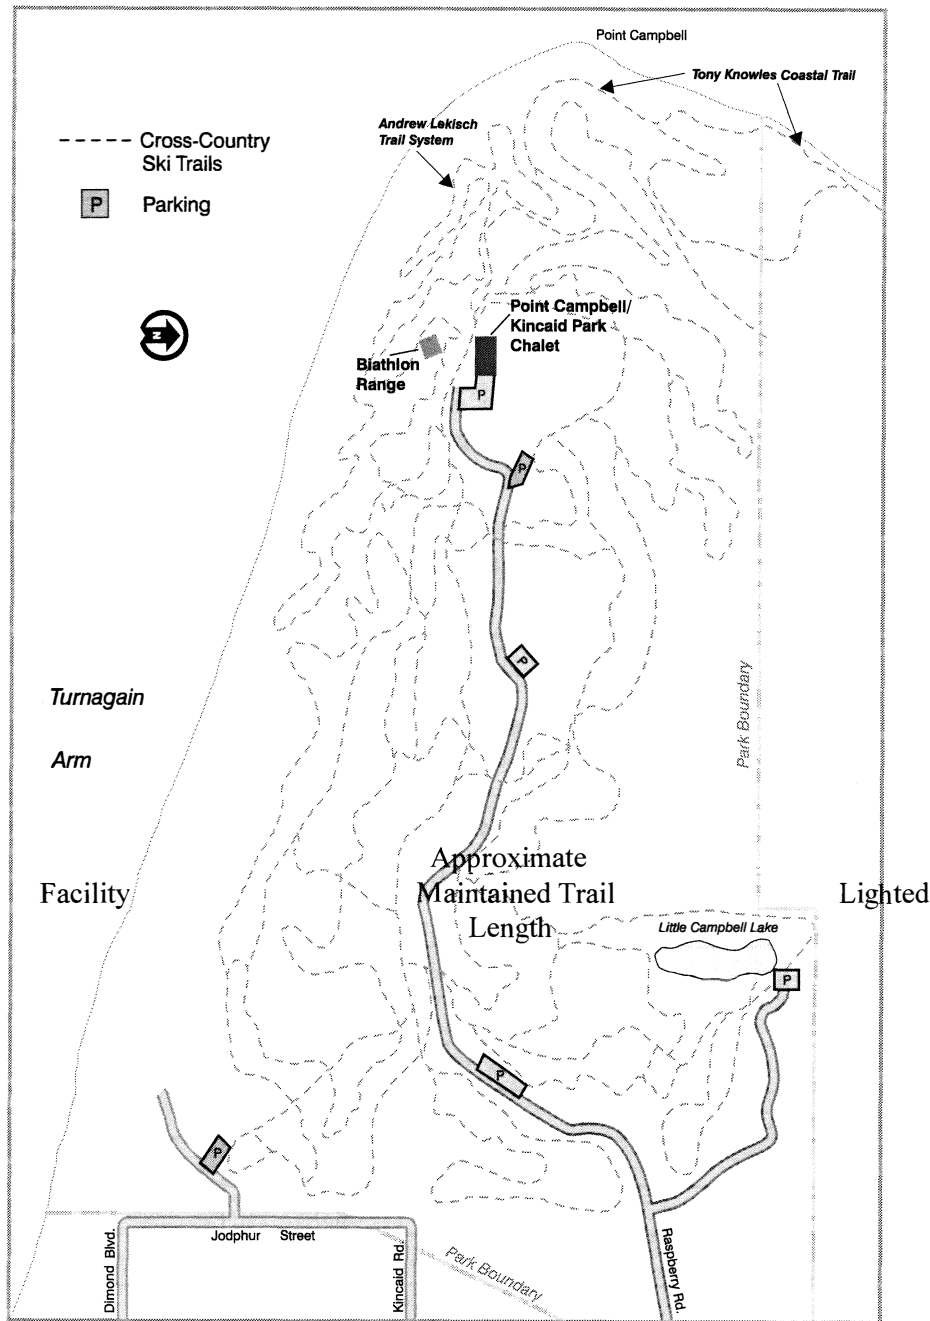 Point Campbell
Tony Knowles Coastal Trail
Andrew Lekisch
Trail System
Cross-Country
Ski Trails
P
Parking
N
Point Campbell/
Kincaid Park
Chalet
Biathlon
Range
P
P
P
Turnagain
Arm
Park Boundary
Approximate
Facility
Maintained Trail
Lighted
Length
Little Campbell Lake
P
P
P
Jodphur Street
Dimond Blvd.
Kincaid Rd.
Park Boundary
Raspberry Rd.